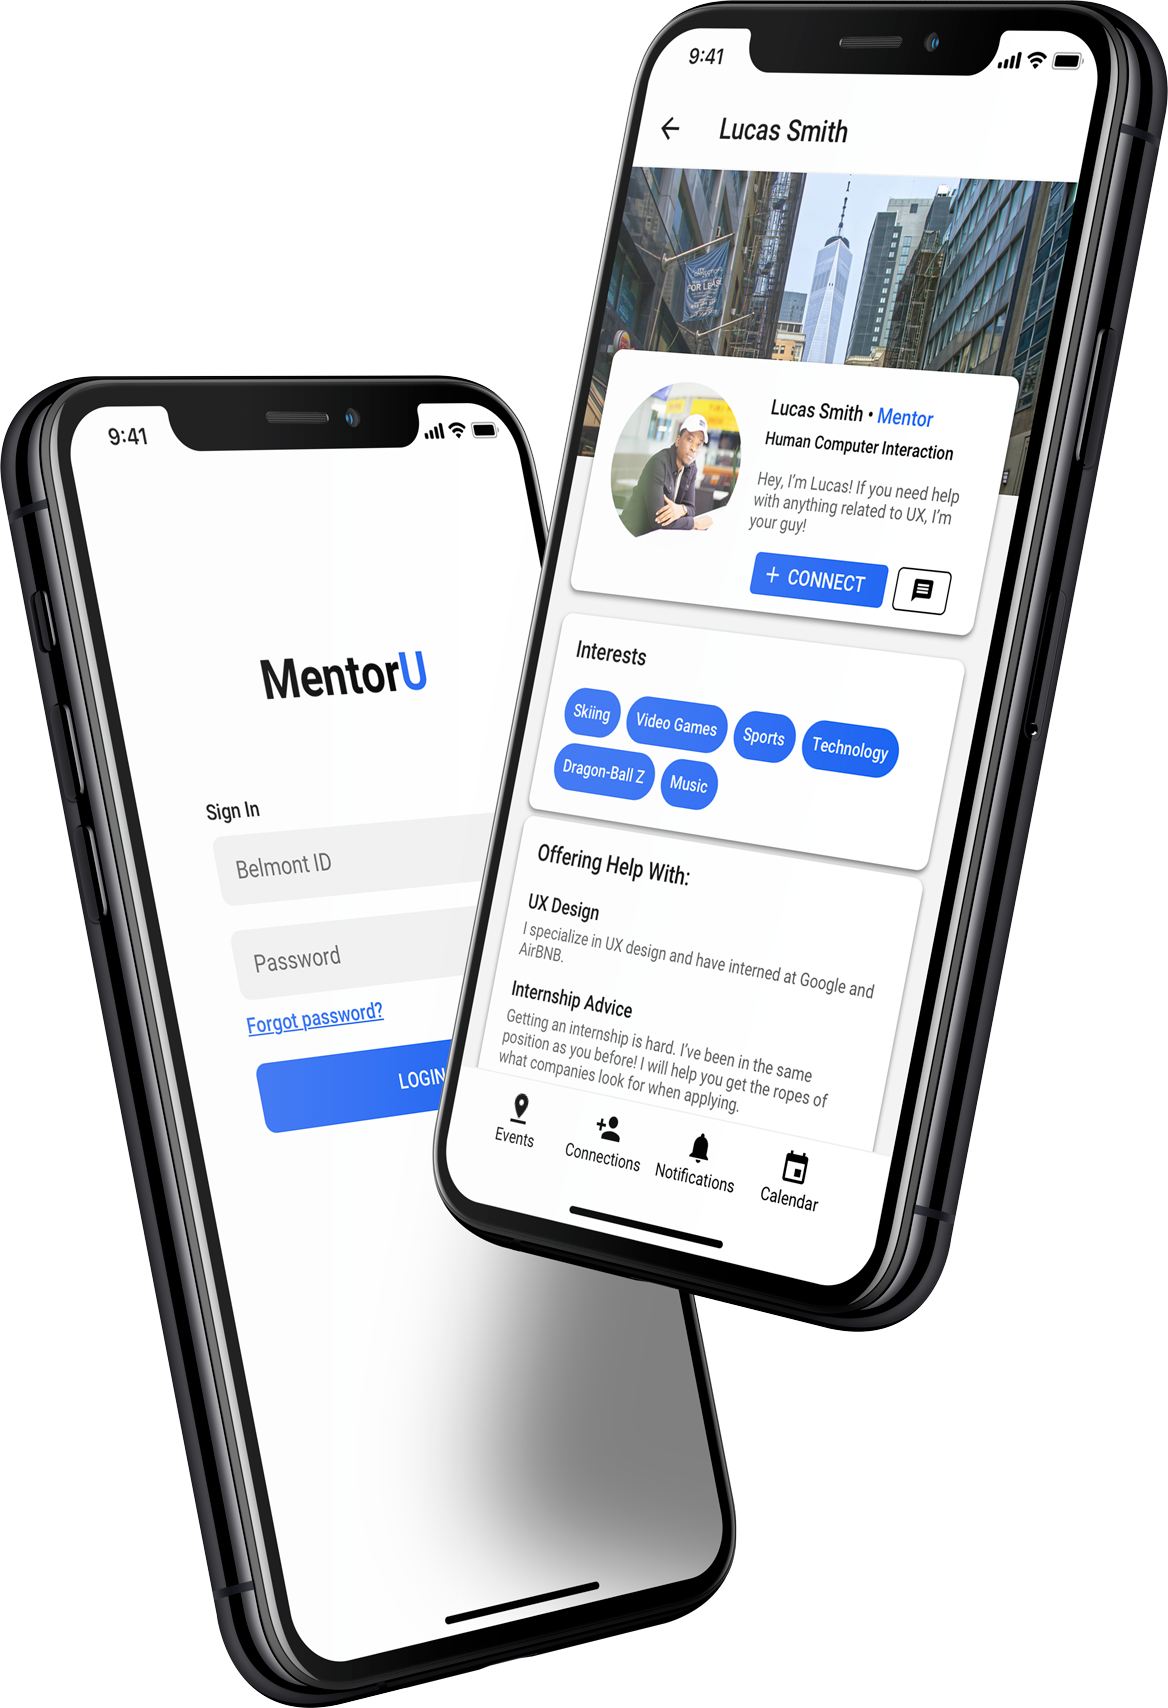 9:41
Lucas Smith
FOR LEASE
Lucas Smith • Mentor
Human Computer Interaction
Hey, I'm Lucas! If you need help
with anything related to UX, I'm
your guy!
+ CONNECT
Interests
Skiing
Video Games
Sports
Technology
Dragon-Ball Z
Music
Offering Help With:
UX Design
I specialize in UX design and have interned at Google and
AirBNB.
Internship Advice
Getting an internship is hard. I've been in the same
position as you before! I will help you get the ropes of
what companies look for when applying.
Events
Connections
Notifications
Calendar
9:41
MentorU
Sign In
Belmont ID
Password
Forgot password?
LOGIN